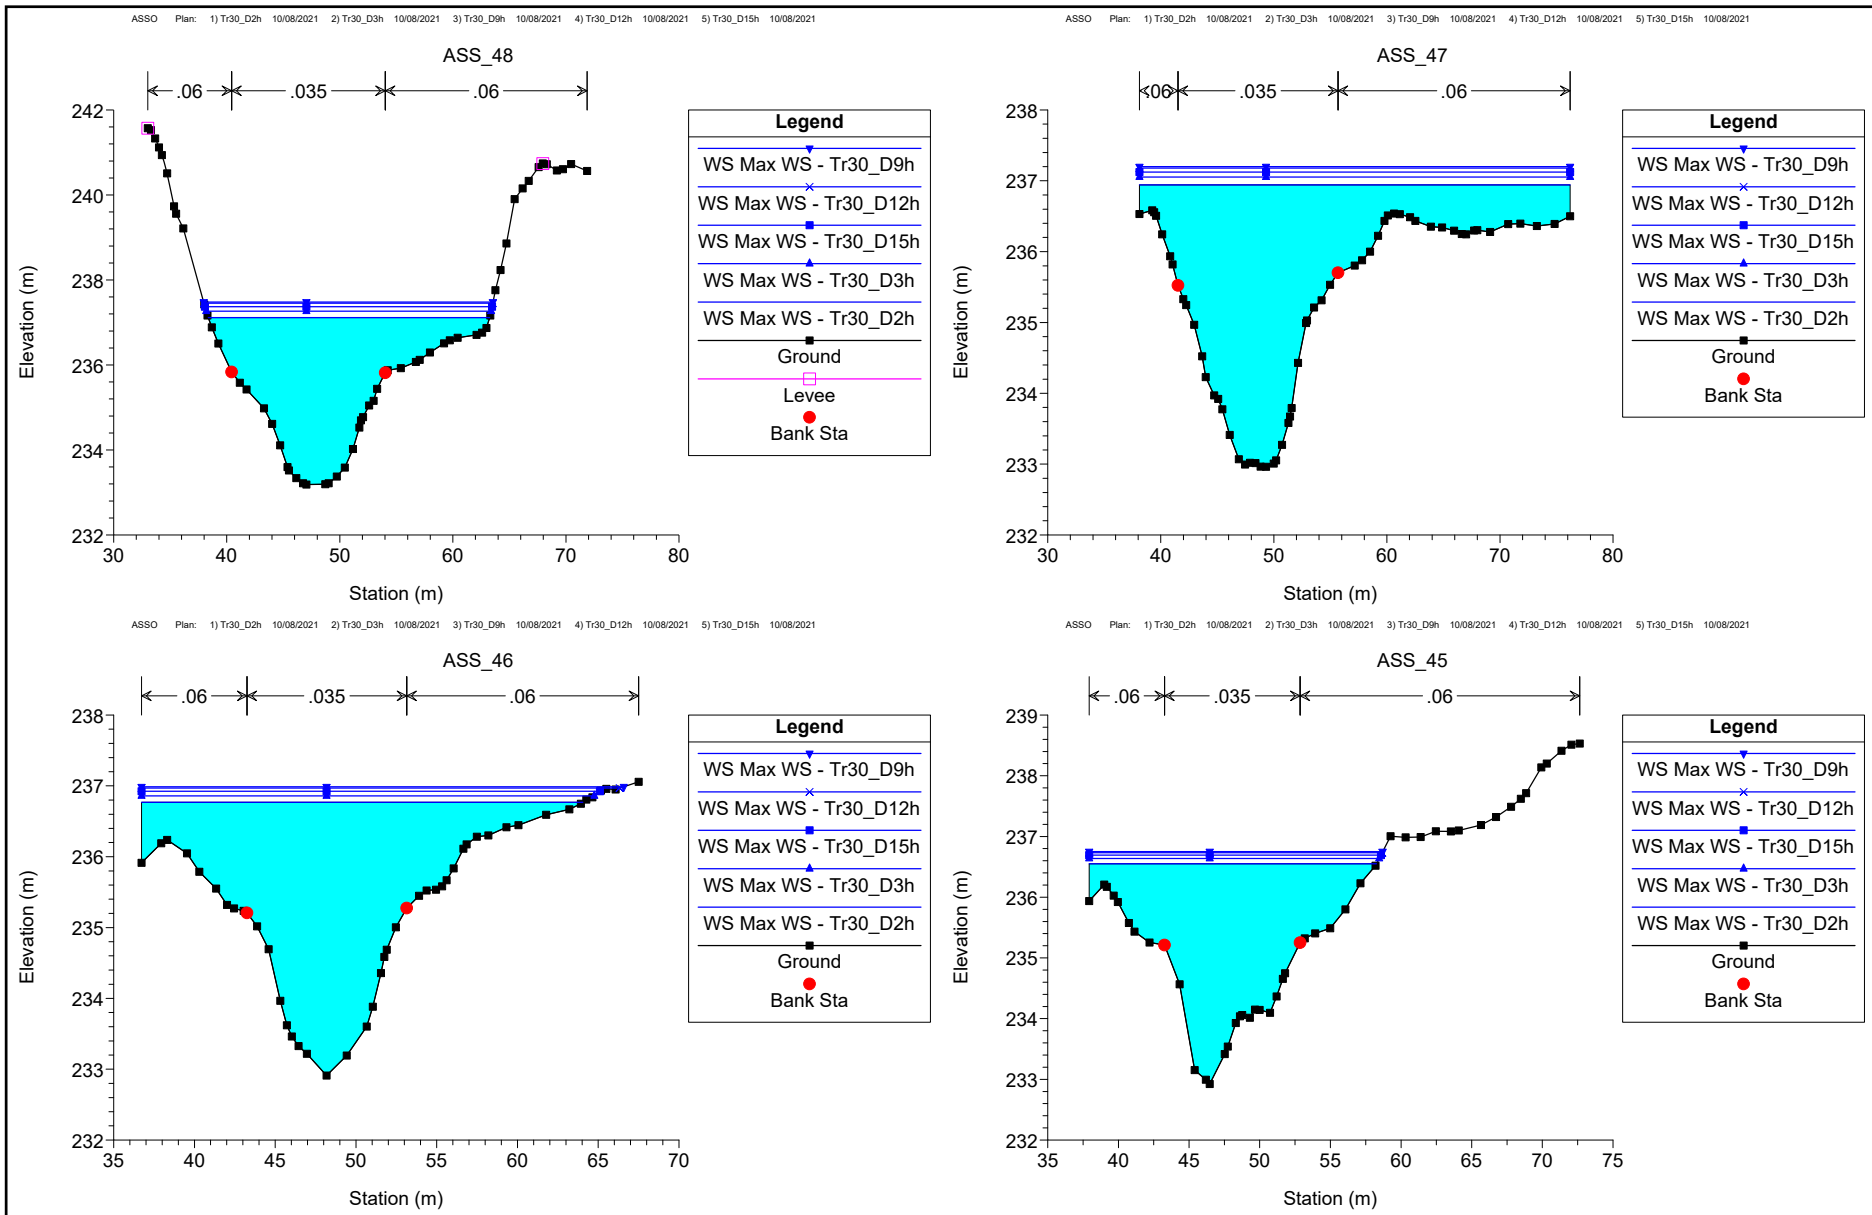 ASSO Plan: 1) Tr30_D2h 10/08/2021 2) Tr30_D3h 10/08/2021 3) Tr30_D9h 10/08/2021 4) Tr30_D12h 10/08/2021 5) Tr30_D15h 10/08/2021
ASS_48
.06 .035 .06
242
240
238
236
234
232
30 40 50 60 70 80
Elevation (m)
Station (m)
Legend
WS Max WS - Tr30_D9h
WS Max WS - Tr30_D12h
WS Max WS - Tr30_D15h
WS Max WS - Tr30_D3h
WS Max WS - Tr30_D2h
Ground
Levee
Bank Sta
ASSO Plan: 1) Tr30_D2h 10/08/2021 2) Tr30_D3h 10/08/2021 3) Tr30_D9h 10/08/2021 4) Tr30_D12h 10/08/2021 5) Tr30_D15h 10/08/2021
ASS_47
.06 .035 .06
238
237
236
235
234
233
232
30 40 50 60 70 80
Elevation (m)
Station (m)
Legend
WS Max WS - Tr30_D9h
WS Max WS - Tr30_D12h
WS Max WS - Tr30_D15h
WS Max WS - Tr30_D3h
WS Max WS - Tr30_D2h
Ground
Bank Sta
ASSO Plan: 1) Tr30_D2h 10/08/2021 2) Tr30_D3h 10/08/2021 3) Tr30_D9h 10/08/2021 4) Tr30_D12h 10/08/2021 5) Tr30_D15h 10/08/2021
ASS_46
.06 .035 .06
238
237
236
235
234
233
232
35 40 45 50 55 60 65 70
Elevation (m)
Station (m)
Legend
WS Max WS - Tr30_D9h
WS Max WS - Tr30_D12h
WS Max WS - Tr30_D15h
WS Max WS - Tr30_D3h
WS Max WS - Tr30_D2h
Ground
Bank Sta
ASSO Plan: 1) Tr30_D2h 10/08/2021 2) Tr30_D3h 10/08/2021 3) Tr30_D9h 10/08/2021 4) Tr30_D12h 10/08/2021 5) Tr30_D15h 10/08/2021
ASS_45
.06 .035 .06
239
238
237
236
235
234
233
232
35 45 55 65 75
Elevation (m)
Station (m)
Legend
WS Max WS - Tr30_D9h
WS Max WS - Tr30_D12h
WS Max WS - Tr30_D15h
WS Max WS - Tr30_D3h
WS Max WS - Tr30_D2h
Ground
Bank Sta